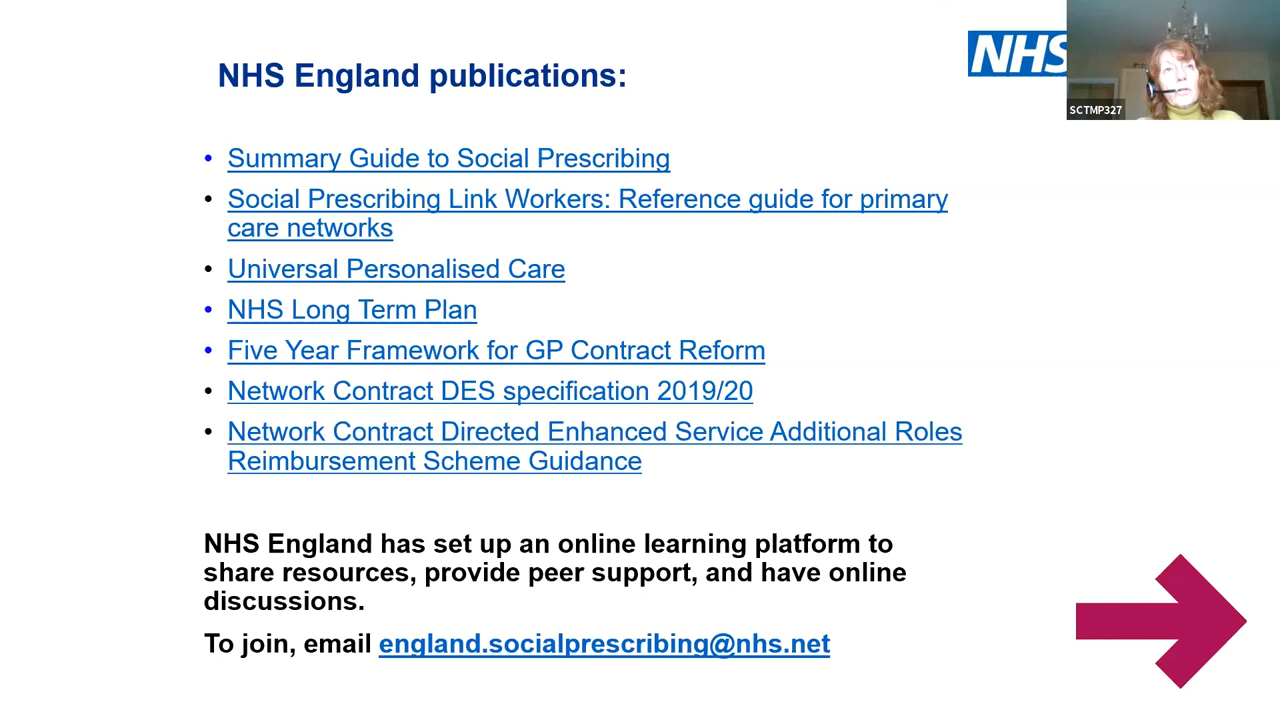 NHS
SCTMP327
NHS England publications:
• Summary Guide to Social Prescribing
• Social Prescribing Link Workers: Reference guide for primary
care networks
• Universal Personalised Care
• NHS Long Term Plan
• Five Year Framework for GP Contract Reform
• Network Contract DES specification 2019/20
• Network Contract Directed Enhanced Service Additional Roles
Reimbursement Scheme Guidance
NHS England has set up an online learning platform to
share resources, provide peer support, and have online
discussions.
To join, email england.socialprescribing@nhs.net